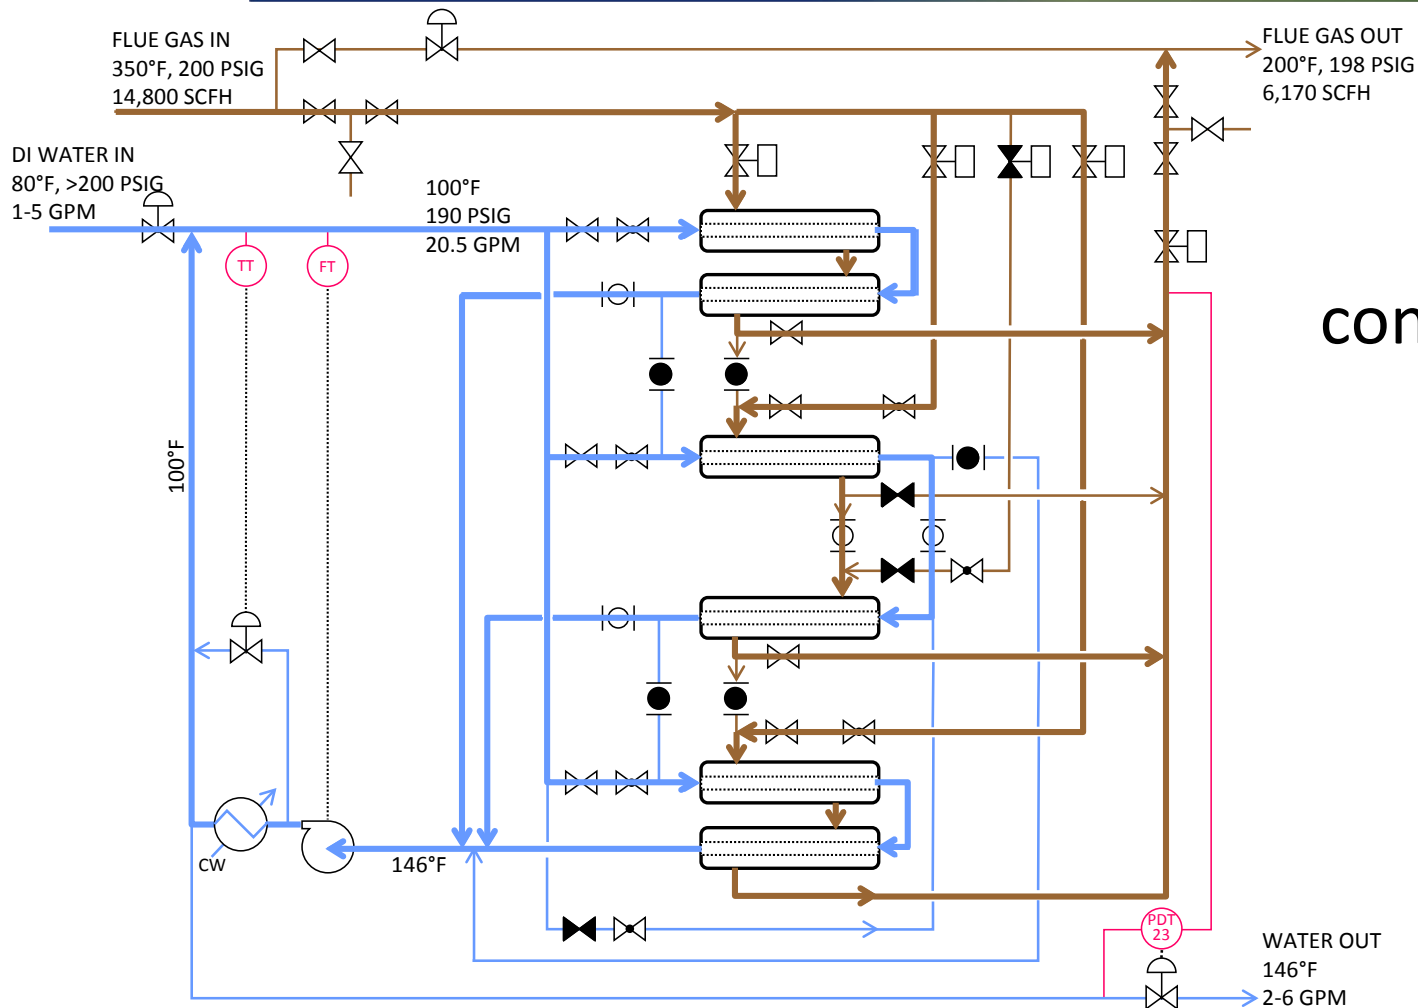 FLUE GAS IN
350°F, 200 PSIG
14,800 SCFH
FLUE GAS OUT
200°F, 198 PSIG
6,170 SCFH
DI WATER IN
80°F, >200 PSIG
1-5 GPM
100°F
190 PSIG
20.5 GPM
TT
FT
con
100°F
CW
146°F
PDT
23
WATER OUT
146°F
2-6 GPM